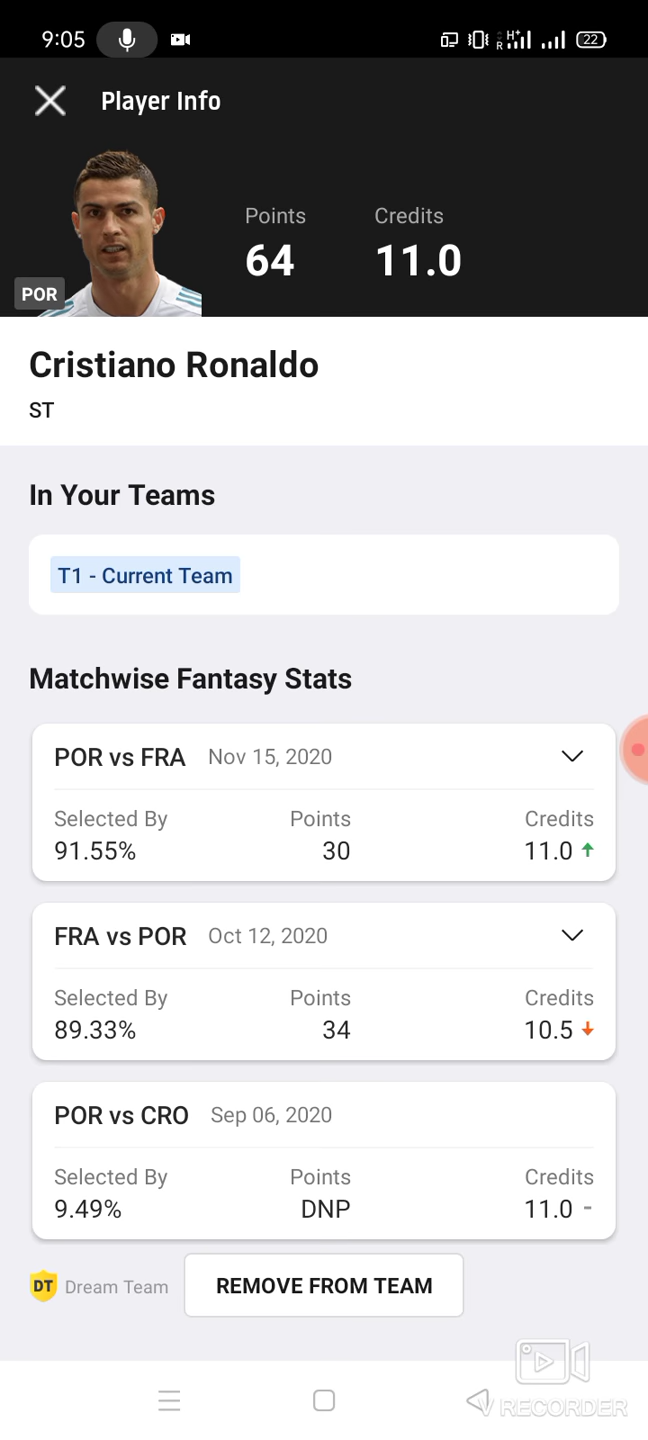 9:05
R H+ 22
Player Info
Points Credits
64 11.0
POR
Cristiano Ronaldo
ST
In Your Teams
T1 - Current Team
Matchwise Fantasy Stats
POR vs FRA Nov 15, 2020
Selected By Points Credits
91.55% 30 11.0
FRA vs POR Oct 12, 2020
Selected By Points Credits
89.33% 34 10.5
POR vs CRO Sep 06, 2020
Selected By Points Credits
9.49% DNP 11.0 -
DT Dream Team REMOVE FROM TEAM
V RECORDER